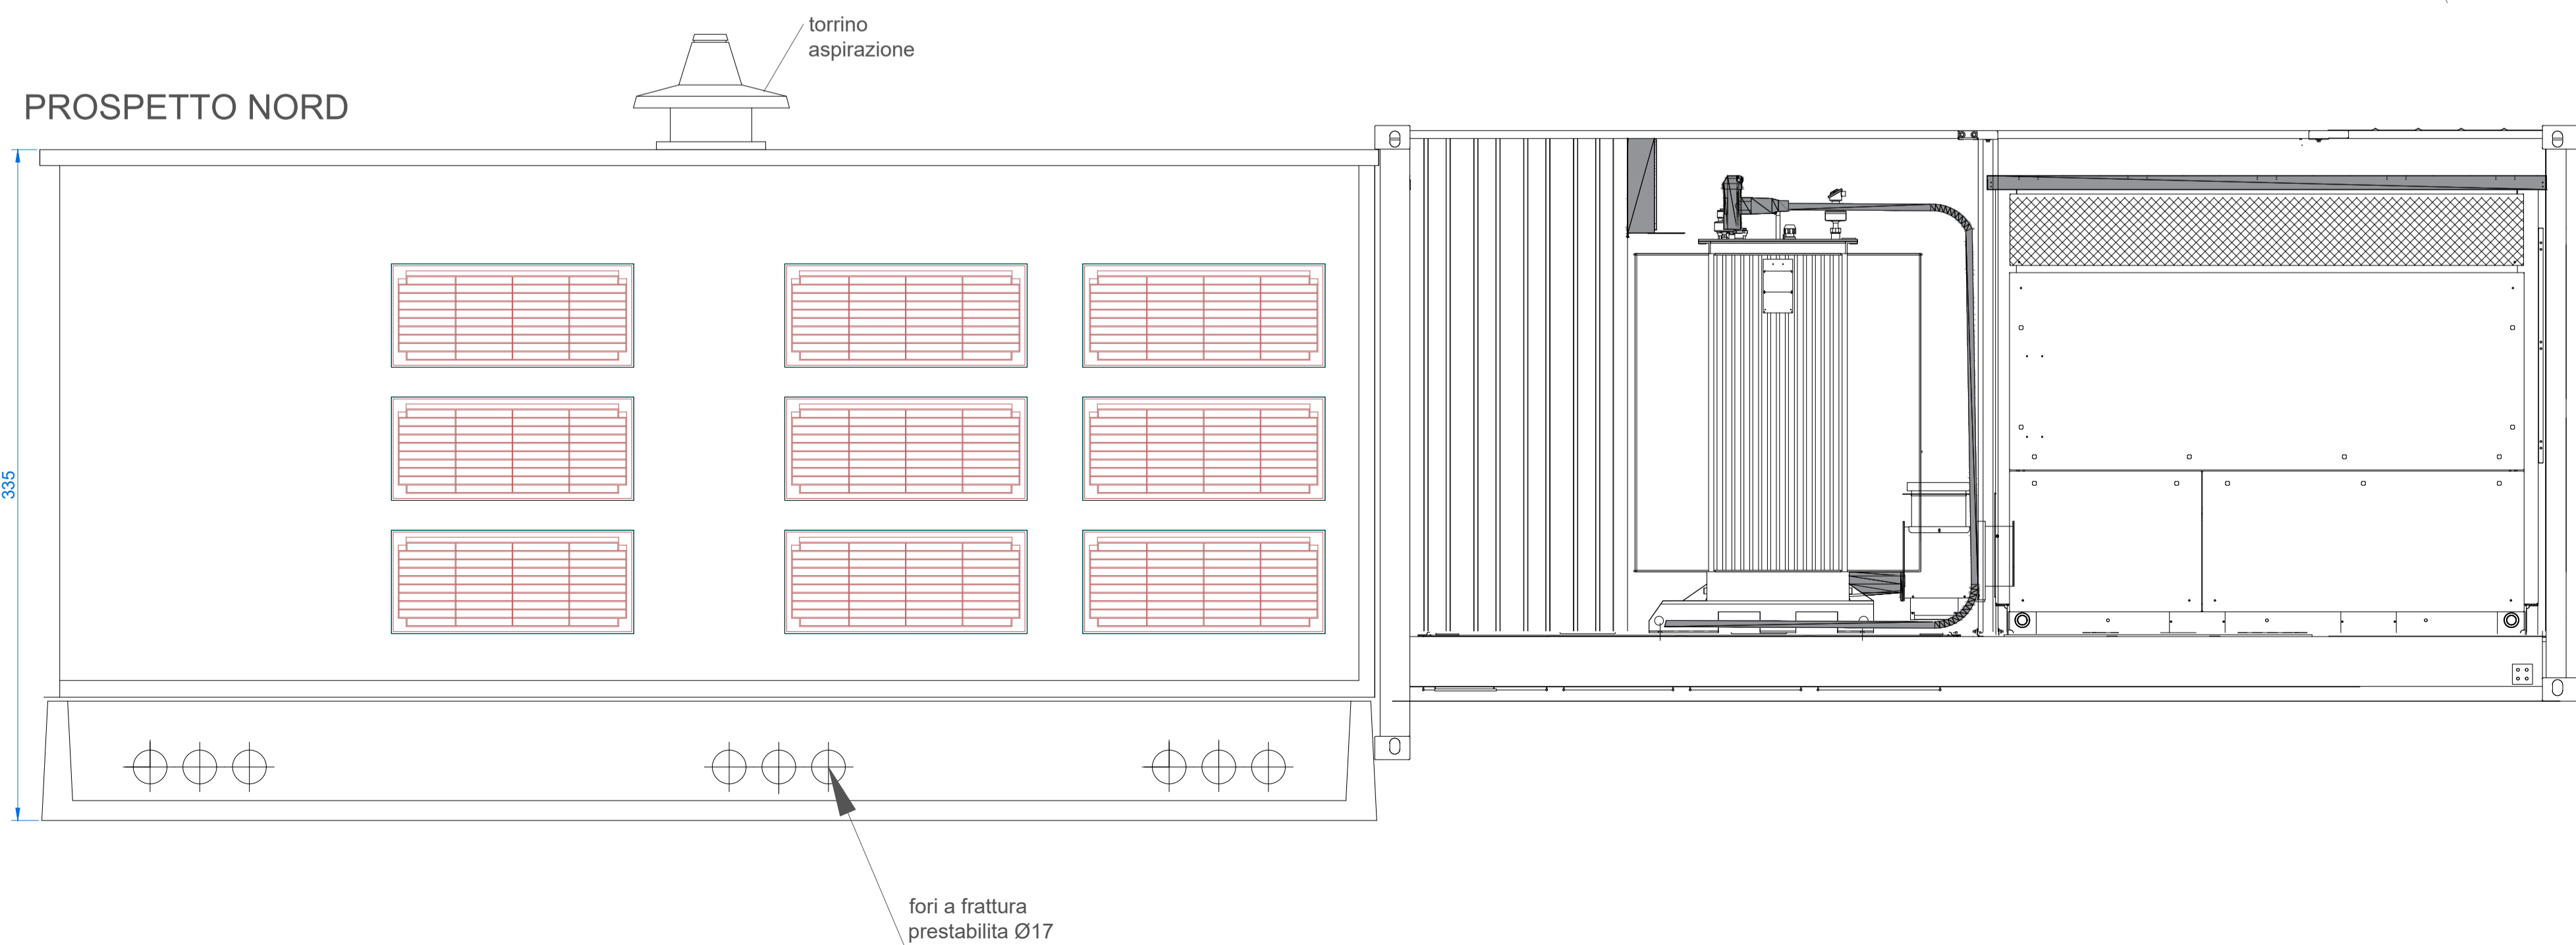 torrino
aspirazione
PROSPETTO NORD
335
fori a frattura
prestabilita Ø17